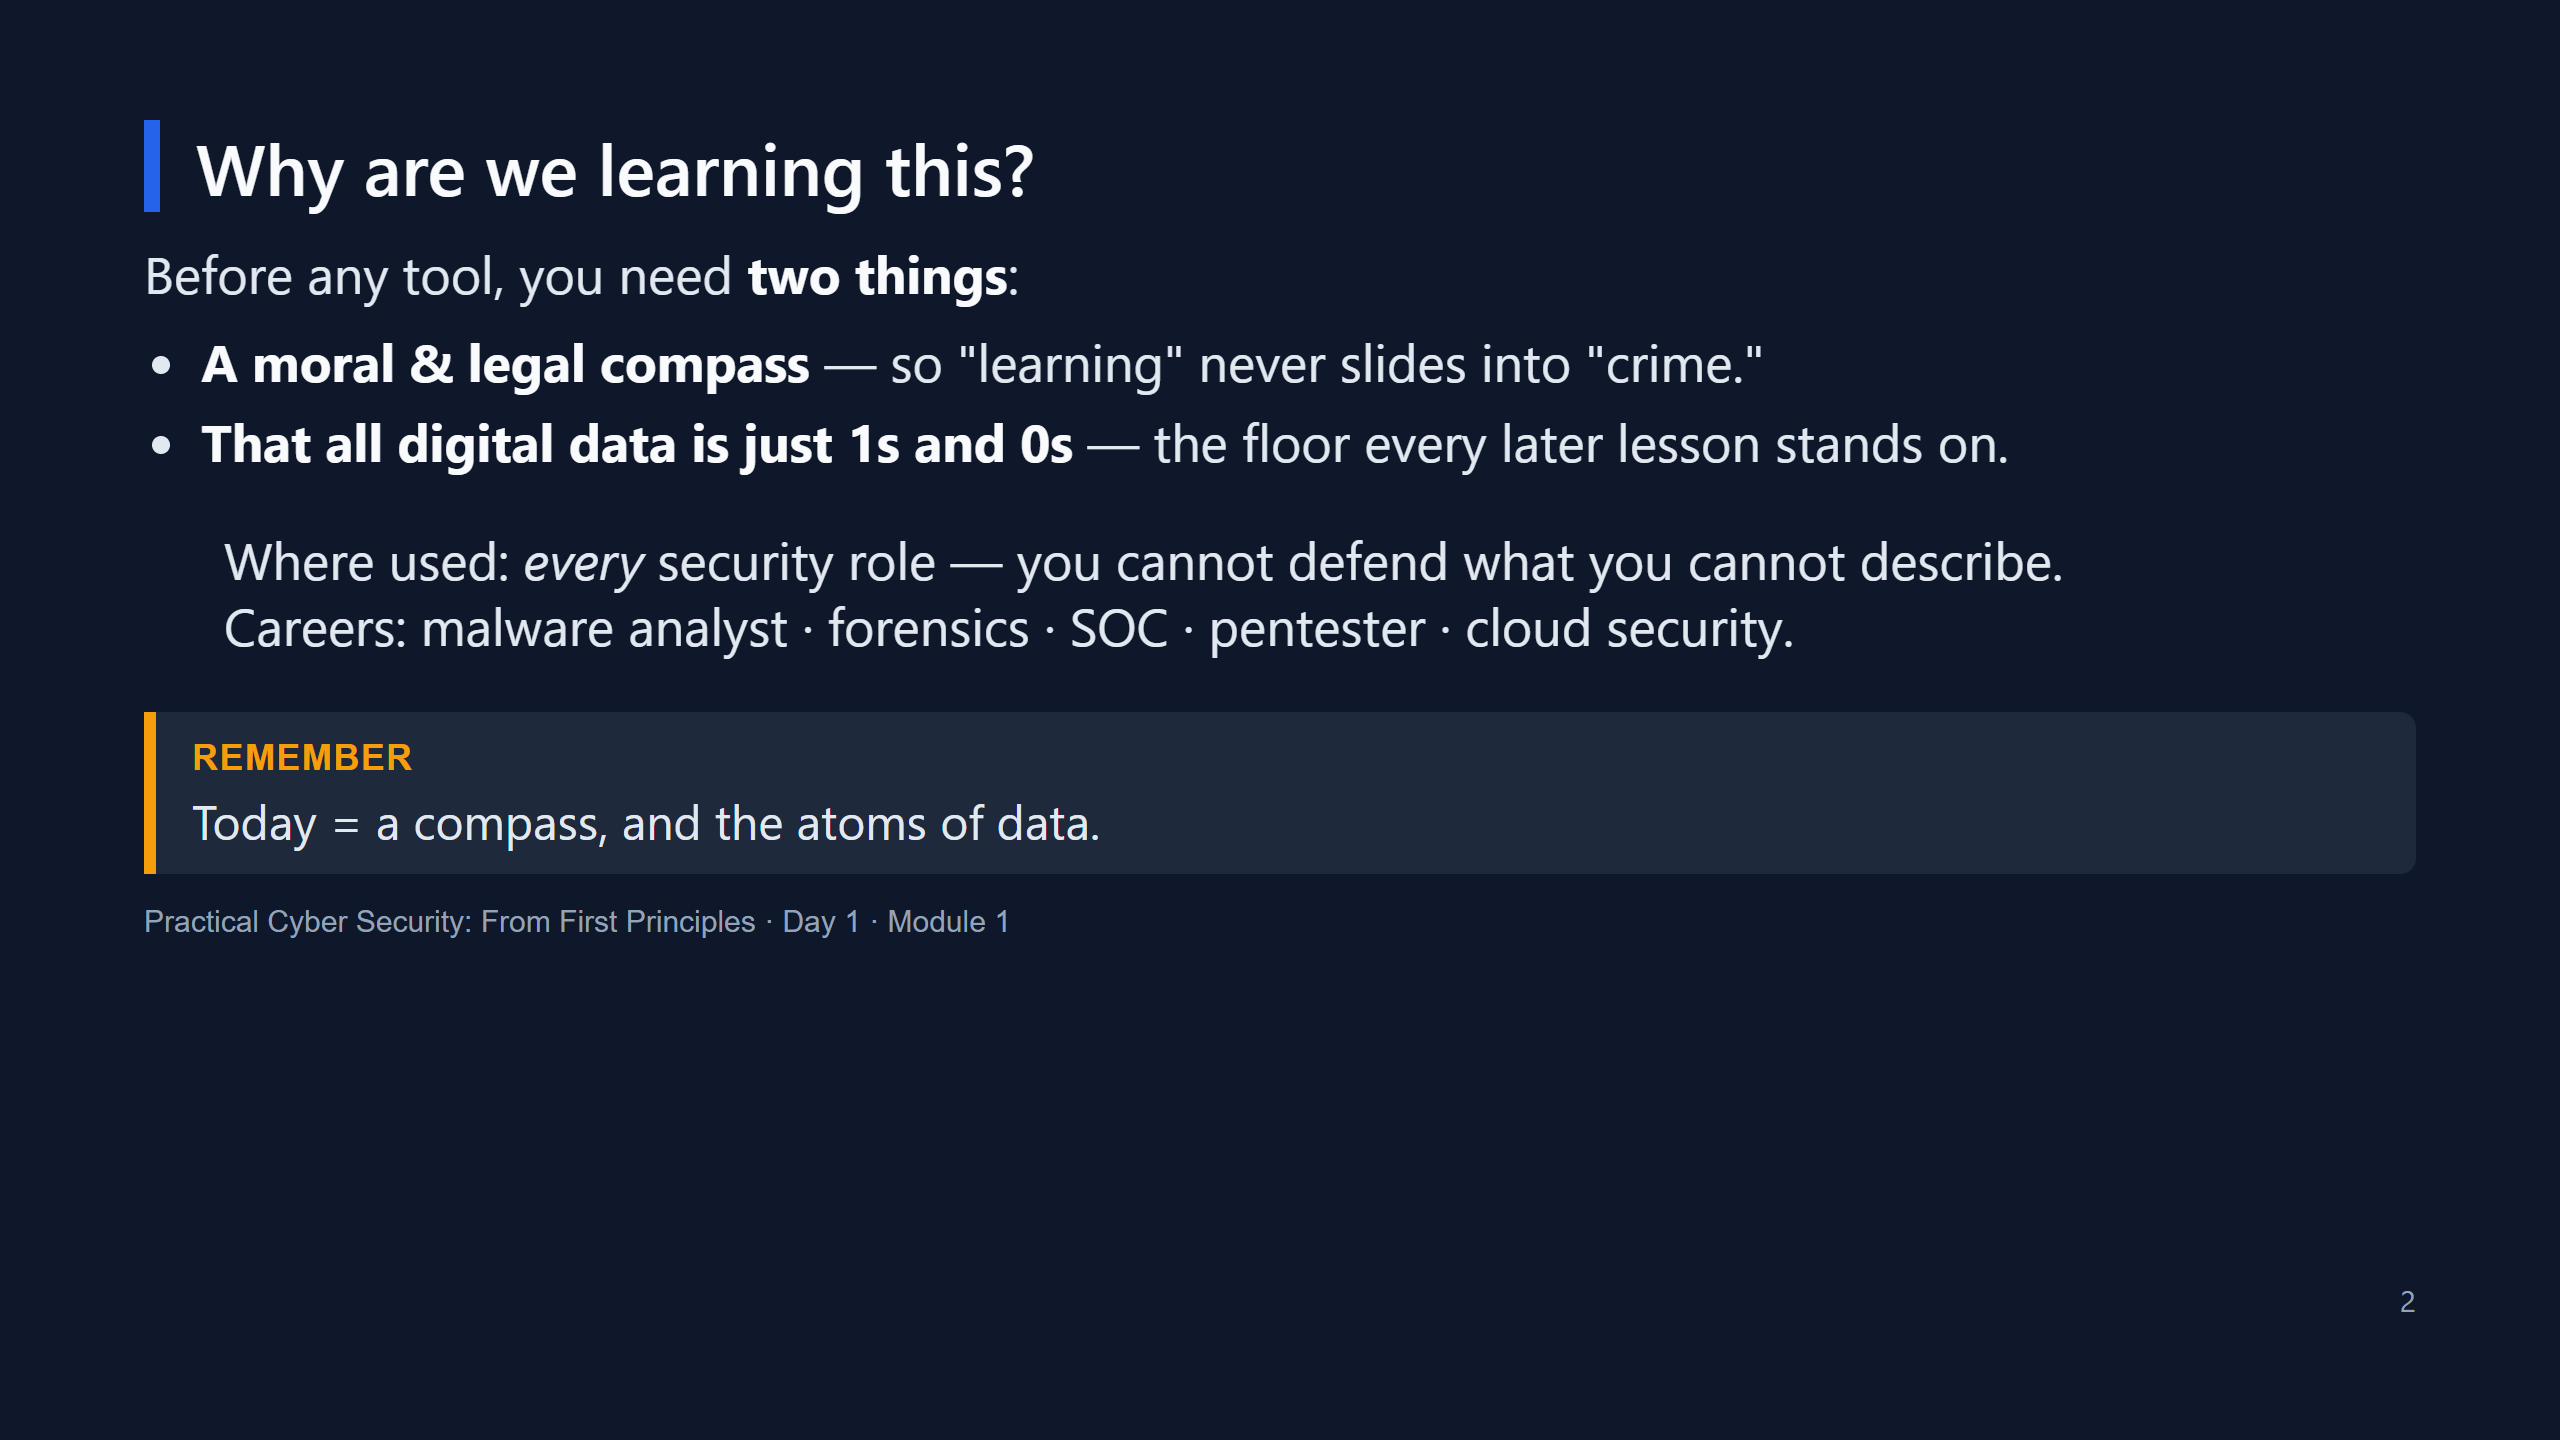 Why are we learning this?
Before any tool, you need two things:
• A moral & legal compass — so "learning" never slides into "crime."
• That all digital data is just 1s and 0s — the floor every later lesson stands on.
Where used: every security role — you cannot defend what you cannot describe.
Careers: malware analyst · forensics · SOC · pentester · cloud security.
REMEMBER
Today = a compass, and the atoms of data.
Practical Cyber Security: From First Principles · Day 1 · Module 1
2